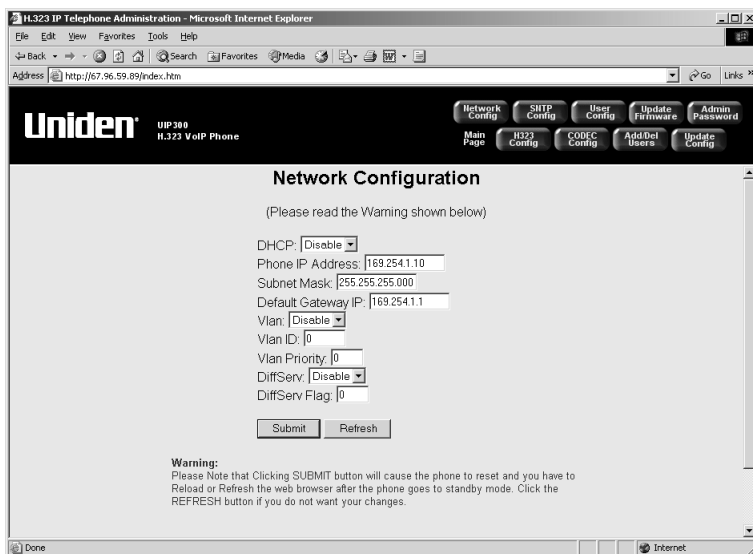 H.323 IP Telephone Administration - Microsoft Internet Explorer
File Edit View Favorites Tools Help
Back Search Favorites Media
Address http://67.96.59.89/index.htm Go Links »
Uniden®
UIP300
H.323 VoIP Phone
Network Config SNTP Config User Config Update Firmware Admin Password
Main Page H323 Config CODEC Config Add/Del Users Update Config
Network Configuration
(Please read the Warning shown below)
DHCP: Disable
Phone IP Address: 169.254.1.10
Subnet Mask: 255.255.255.000
Default Gateway IP: 169.254.1.1
Vlan: Disable
Vlan ID: 0
Vlan Priority: 0
DiffServ: Disable
DiffServ Flag: 0
Submit Refresh
Warning:
Please Note that Clicking SUBMIT button will cause the phone to reset and you have to
Reload or Refresh the web browser after the phone goes to standby mode. Click the
REFRESH button if you do not want your changes.
Done Internet